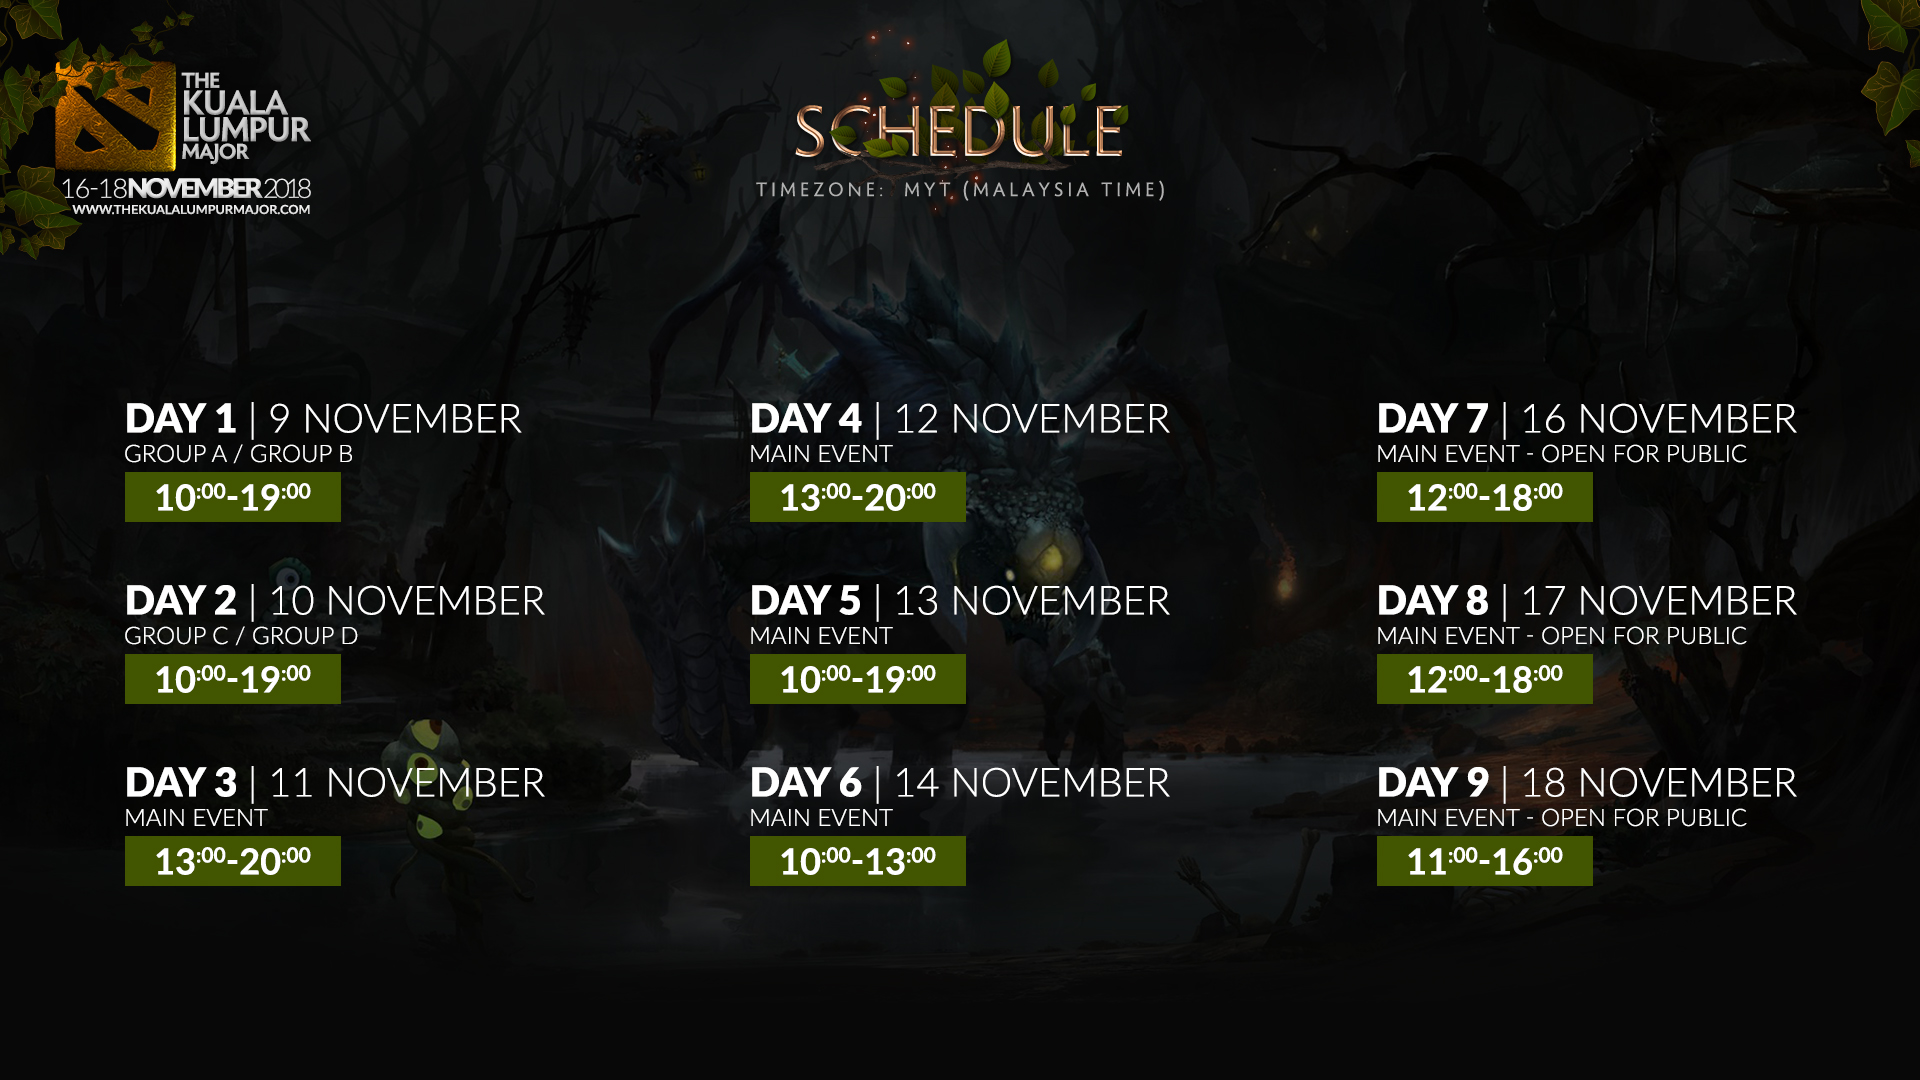 THE
KUALA
LUMPUR
MAJOR
16-18NOVEMBER2018
WWW.THEKUALALUMPURMAJOR.COM
SCHEDULE
TIMEZONE: MYT (MALAYSIA TIME)
DAY 1 | 9 NOVEMBER
GROUP A / GROUP B
10:00-19:00
DAY 2 | 10 NOVEMBER
GROUP C / GROUP D
10:00-19:00
DAY 3 | 11 NOVEMBER
MAIN EVENT
13:00-20:00
DAY 4 | 12 NOVEMBER
MAIN EVENT
13:00-20:00
DAY 5 | 13 NOVEMBER
MAIN EVENT
10:00-19:00
DAY 6 | 14 NOVEMBER
MAIN EVENT
10:00-13:00
DAY 7 | 16 NOVEMBER
MAIN EVENT - OPEN FOR PUBLIC
12:00-18:00
DAY 8 | 17 NOVEMBER
MAIN EVENT - OPEN FOR PUBLIC
12:00-18:00
DAY 9 | 18 NOVEMBER
MAIN EVENT - OPEN FOR PUBLIC
11:00-16:00